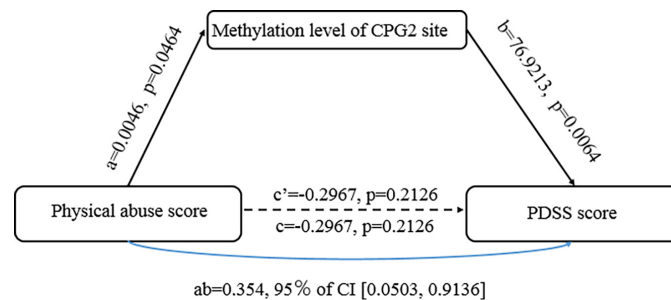 Methylation level of CPG2 site
a=0.0046, p=0.0464
b=76.9213, p=0.0064
Physical abuse score
c'=-0.2967, p=0.2126
c=-0.2967, p=0.2126
PDSS score
ab=0.354, 95% of CI [0.0503, 0.9136]